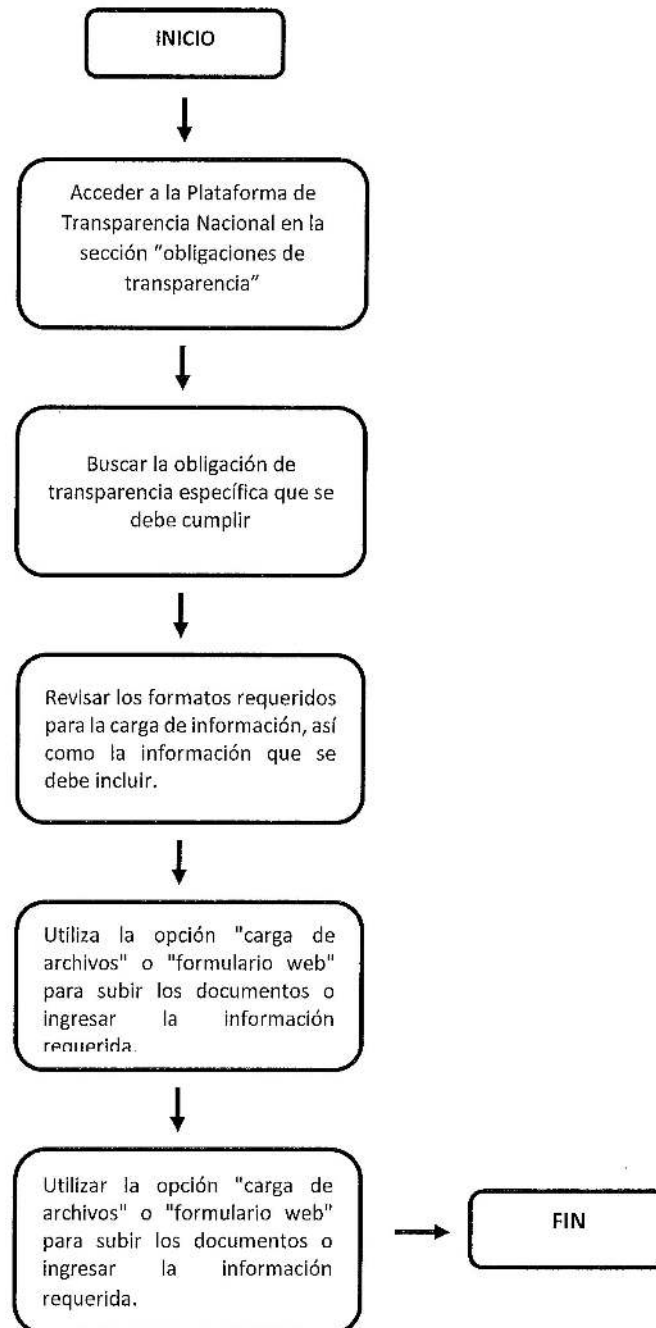 INICIO
Acceder a la Plataforma de
Transparencia Nacional en la
sección "obligaciones de
transparencia"
Buscar la obligación de
transparencia específica que se
debe cumplir
Revisar los formatos requeridos
para la carga de información, así
como la información que se
debe incluir.
Utiliza la opción "carga de
archivos" o "formulario web"
para subir los documentos o
ingresar la información
requerida.
Utilizar la opción "carga de
archivos" o "formulario web"
para subir los documentos o
ingresar la información
requerida.
FIN